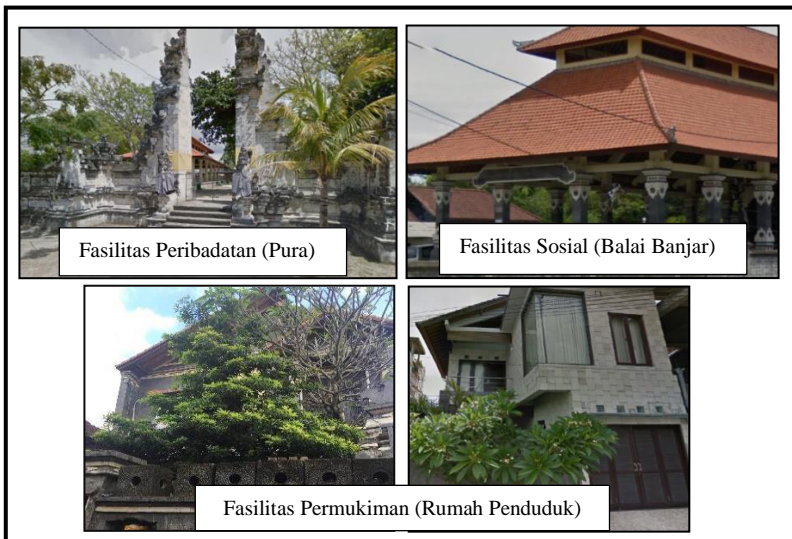 Fasilitas Peribadatan (Pura)
Fasilitas Sosial (Balai Banjar)
Fasilitas Permukiman (Rumah Penduduk)